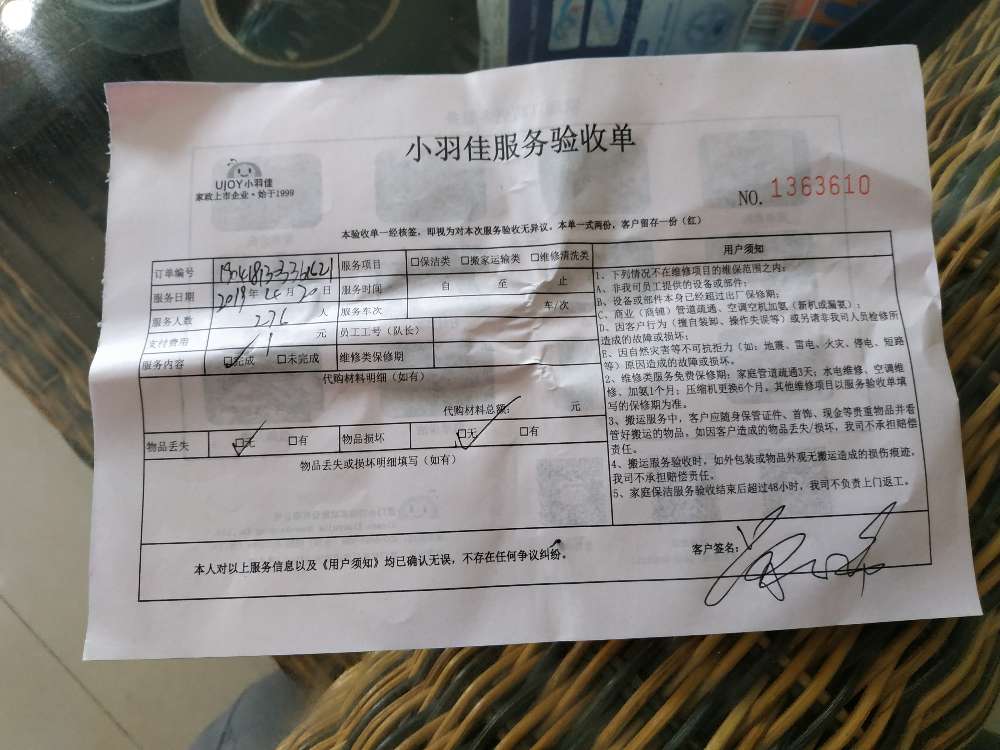 小羽佳服务验收单
UJOY小羽佳
家政上市企业·始于1999
NO. 1363610
本验收单一经核签，即视为对本次服务验收无异议。本单一式两份，客户留存一份（红）
订单编号 服务项目 □保洁类 □搬家运输类 □维修清洗类
服务日期 2019年 月20日 服务时间 自 至 止
服务人数 人 服务车次 车/次
支付费用 元 员工工号（队长）
服务内容 □完成 □未完成 维修类保修期
代购材料明细（如有）
代购材料总额： 元
物品丢失 □无 □有 物品损坏 □无 □有
物品丢失或损坏明细填写（如有）
用户须知
1、下列情况不在维修项目的维保范围之内：
A、非我司员工提供的设备或部件；
B、设备或部件本身已经超过出厂保修期；
C、商业（商铺）管道疏通、空调空机加氨（新机或漏氨）；
D、因客户行为（擅自装卸、操作失误等）或另请非我司人员检修所
造成的故障或损坏；
E、因自然灾害等不可抗拒力（如：地震、雷电、火灾、停电、短路
等）原因造成的故障或损坏。
2、维修类服务免费保修期：家庭管道疏通3天；水电维修、空调维
修、加氨1个月；压缩机更换6个月。其他维修项目以服务验收单填
写的保修期为准。
3、搬运服务中，客户应随身保管证件、首饰、现金等贵重物品并看
管好搬运的物品，如因客户造成的物品丢失/损坏，我司不承担赔偿
责任。
4、搬运服务验收时，如外包装或物品外观无搬运造成的损伤痕迹，
我司不承担赔偿责任。
5、家庭保洁服务验收结束后超过48小时，我司不负责上门返工。
本人对以上服务信息以及《用户须知》均已确认无误，不存在任何争议纠纷。
客户签名：